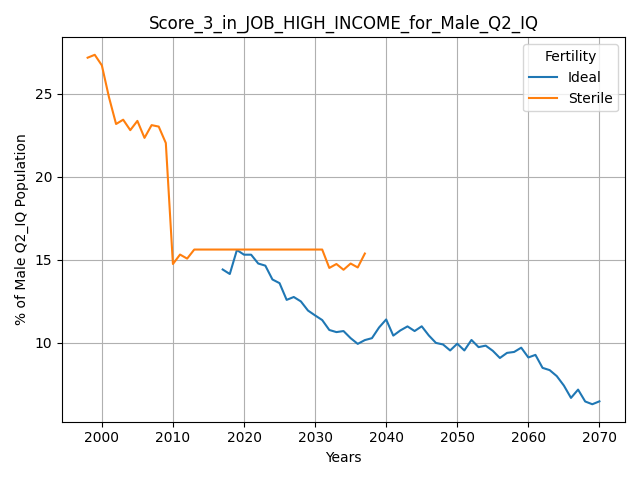 Score_3_in_JOB_HIGH_INCOME_for_Male_Q2_IQ
Fertility
Ideal
Sterile
% of Male Q2_IQ Population
25
20
15
10
2000 2010 2020 2030 2040 2050 2060 2070
Years